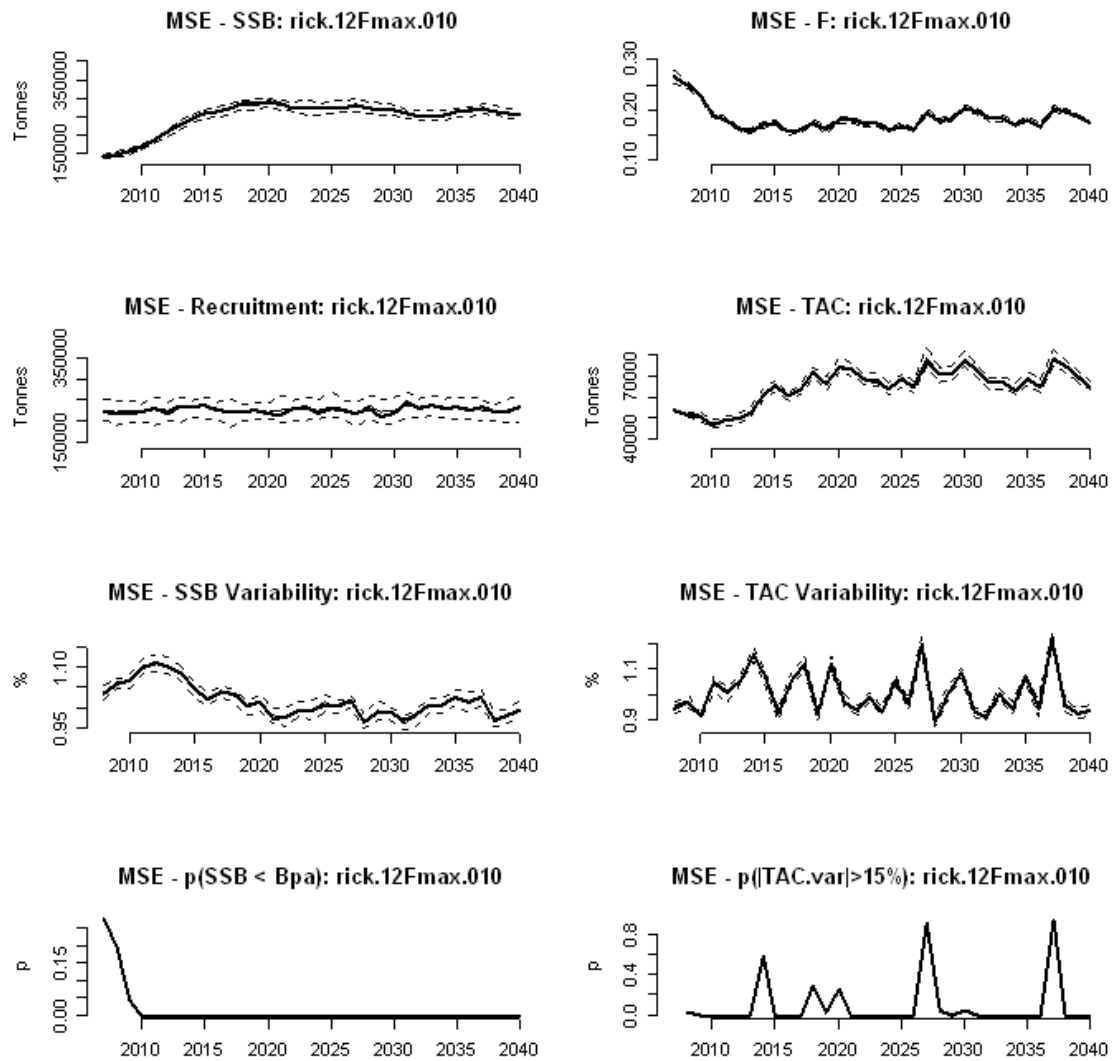 MSE - SSB: rick.12Fmax.010
Tonnes
150000 350000
2010 2015 2020 2025 2030 2035 2040
MSE - F: rick.12Fmax.010
0.10 0.20 0.30
2010 2015 2020 2025 2030 2035 2040
MSE - Recruitment: rick.12Fmax.010
Tonnes
150000 350000
2010 2015 2020 2025 2030 2035 2040
MSE - TAC: rick.12Fmax.010
Tonnes
40000 70000
2010 2015 2020 2025 2030 2035 2040
MSE - SSB Variability: rick.12Fmax.010
%
0.95 1.10
2010 2015 2020 2025 2030 2035 2040
MSE - TAC Variability: rick.12Fmax.010
%
0.9 1.1
2010 2015 2020 2025 2030 2035 2040
MSE - p(SSB < Bpa): rick.12Fmax.010
p
0.00 0.15
2010 2015 2020 2025 2030 2035 2040
MSE - p(|TAC.var|>15%): rick.12Fmax.010
p
0.0 0.4 0.8
2010 2015 2020 2025 2030 2035 2040